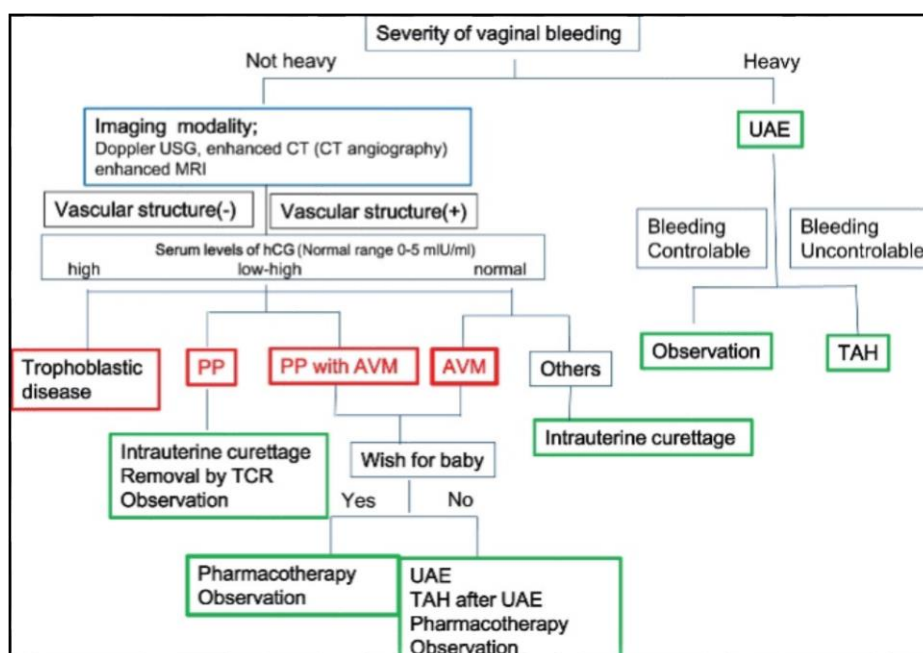 Severity of vaginal bleeding
Not heavy
Heavy
Imaging modality;
Doppler USG, enhanced CT (CT angiography)
enhanced MRI
UAE
Vascular structure(-)
Vascular structure(+)
Bleeding
Controlable
Bleeding
Uncontrolable
Serum levels of hCG (Normal range 0-5 mIU/ml)
high
low-high
normal
Trophoblastic
disease
PP
PP with AVM
AVM
Others
Observation
TAH
Intrauterine curettage
Removal by TCR
Observation
Wish for baby
Intrauterine curettage
Yes
No
Pharmacotherapy
Observation
UAE
TAH after UAE
Pharmacotherapy
Observation